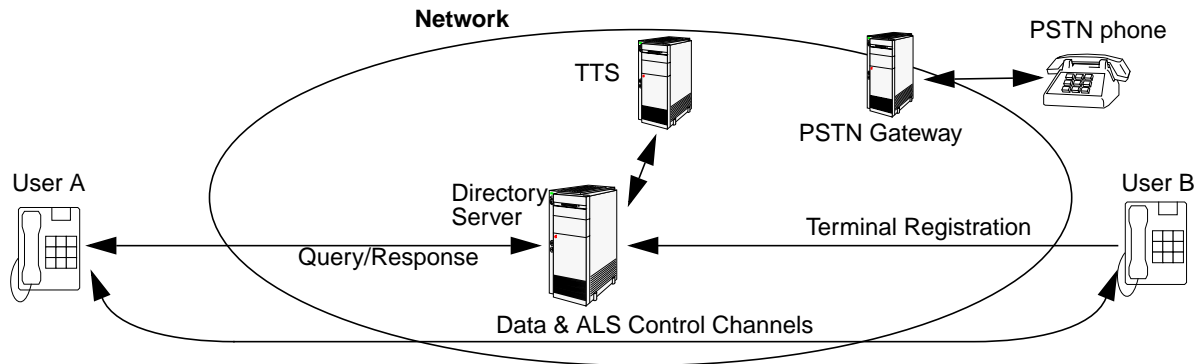 Network
PSTN phone
TTS
PSTN Gateway
User A
Directory
Server
User B
Terminal Registration
Query/Response
Data & ALS Control Channels